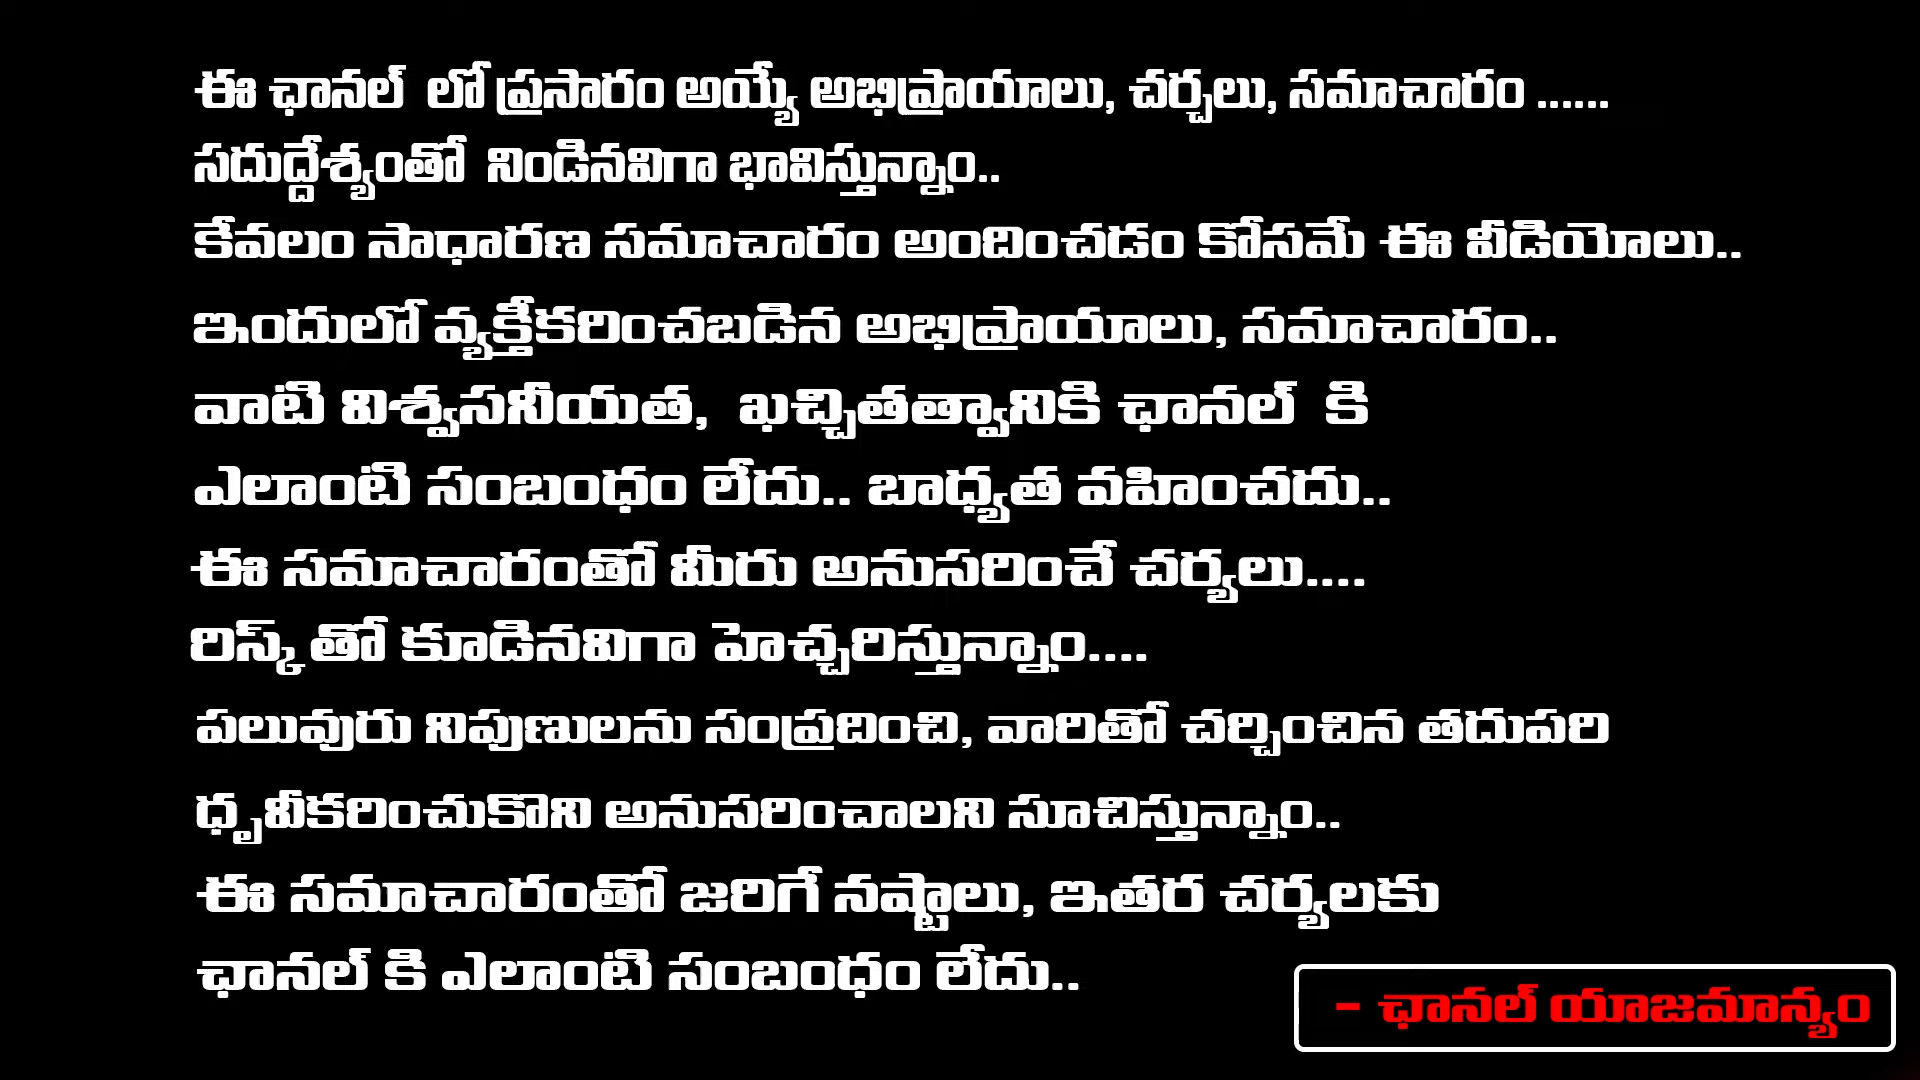 ఈ ఛానల్ లో ప్రసారం అయ్యే అభిప్రాయాలు, చర్చలు, సమాచారం ......
సదుద్దేశ్యంతో నిండినవిగా భావిస్తున్నాం..
కేవలం సాధారణ సమాచారం అందించడం కోసమే ఈ వీడియోలు..
ఇందులో వ్యక్తీకరించబడిన అభిప్రాయాలు, సమాచారం..
వాటి విశ్వసనీయత, ఖచ్చితత్వానికి ఛానల్ కి
ఎలాంటి సంబంధం లేదు.. బాధ్యత వహించదు..
ఈ సమాచారంతో మీరు అనుసరించే చర్యలు....
రిస్క్ తో కూడినవిగా హెచ్చరిస్తున్నాం....
పలువురు నిపుణులను సంప్రదించి, వారితో చర్చించిన తదుపరి
ధృవీకరించుకొని అనుసరించాలని సూచిస్తున్నాం..
ఈ సమాచారంతో జరిగే నష్టాలు, ఇతర చర్యలకు
ఛానల్ కి ఎలాంటి సంబంధం లేదు..
- ఛానల్ యాజమాన్యం